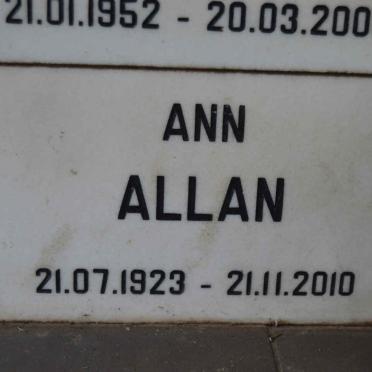 21.01.1952 - 20.03.200
ANN
ALLAN
21.07.1923 - 21.11.2010